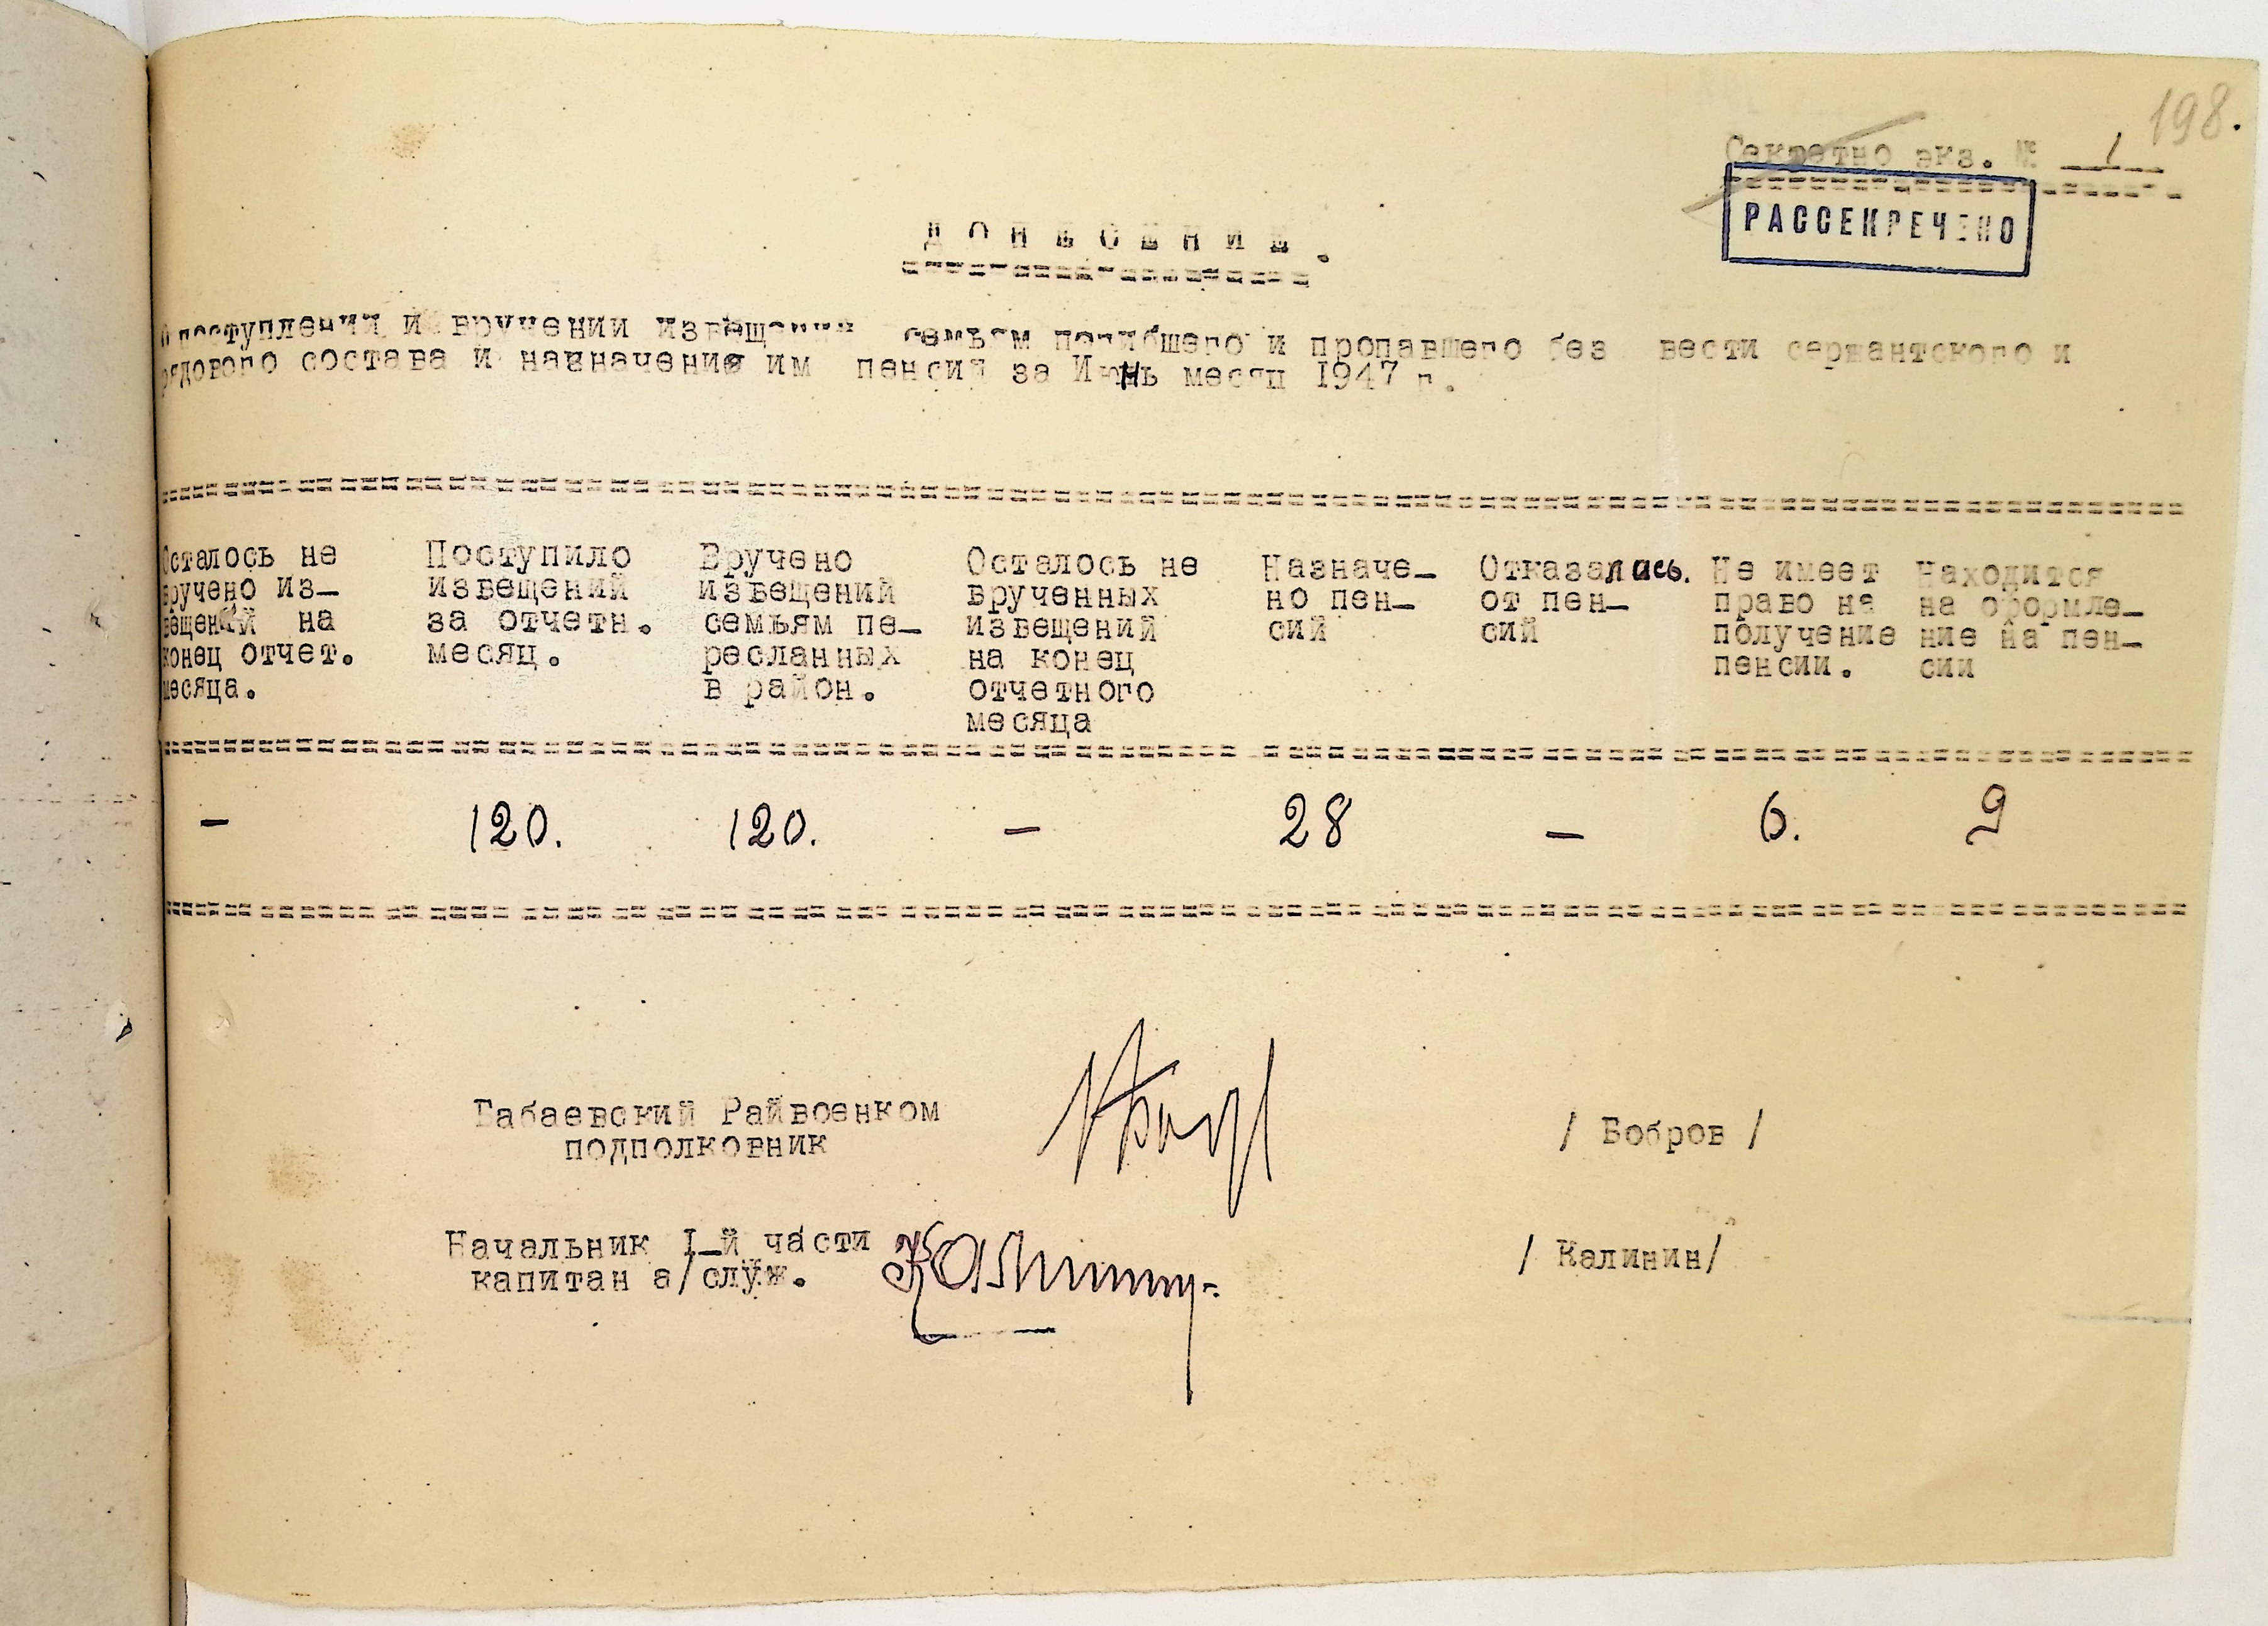 198.
Секретно экз. № 1
РАССЕКРЕЧЕНО
ДОНЕСЕНИЕ.
О поступлении и вручении извещений семьям погибшего и пропавшего без вести сержантского и
рядового состава и назначение им пенсий за Июнь месяц 1947 г.
Осталось не
вручено из-
вещений на
конец отчет.
месяца.
Поступило
извещений
за отчетн.
месяц.
Вручено
извещений
семьям пе-
ресланных
в район.
Осталось не
врученных
извещений
на конец
отчетного
месяца
Назначе-
но пен-
сий
Отказались.
от пен-
сий
Не имеет
право на
получение
пенсии.
Находится
на оформле-
ние на пен-
сии
- 120. 120. - 28 - 6. 9
Бабаевский Райвоенком
подполковник
/ Бобров /
Начальник I-й части
капитан а/служ.
Калинин
/ Калинин/